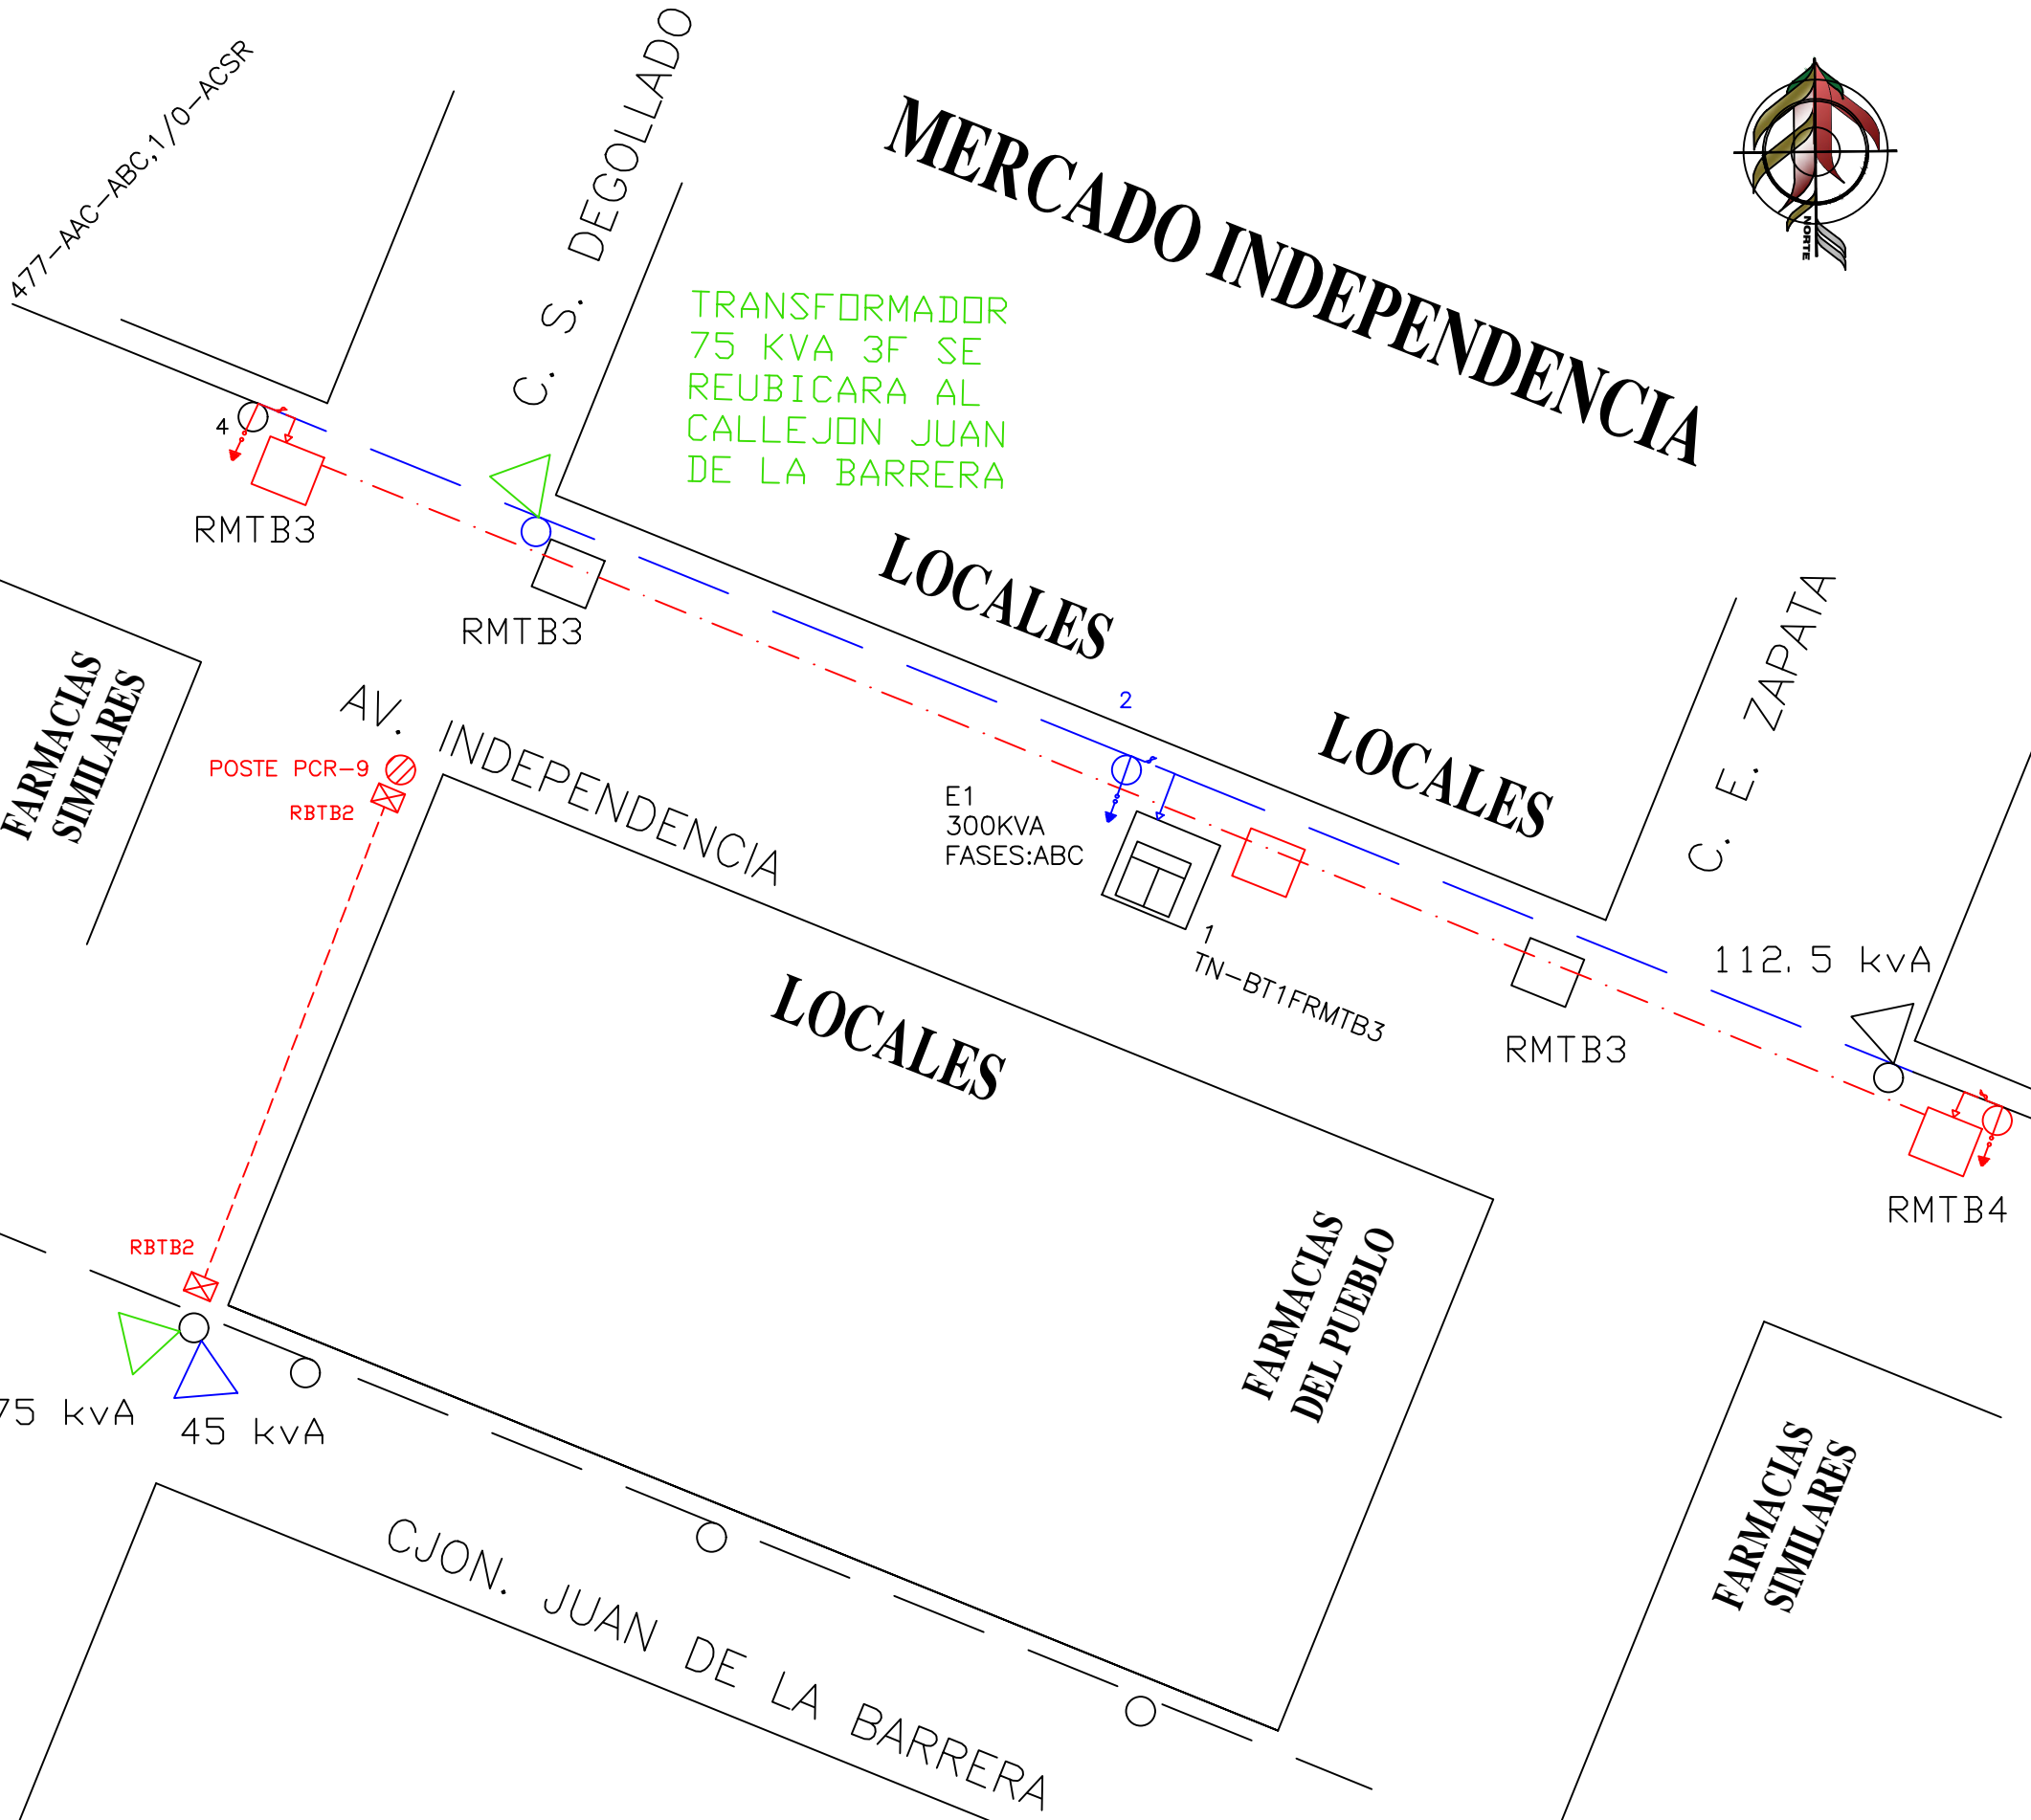 477-AAC-ABC,1/0-ACSR
C. S. DEGOLLADO
MERCADO INDEPENDENCIA
NORTE
TRANSFORMADOR
75 KVA 3F SE
REUBICARA AL
CALLEJON JUAN
DE LA BARRERA
4
RMTB3
RMTB3
LOCALES
C. E. ZAPATA
FARMACIAS
SIMILARES
AV. INDEPENDENCIA
2
LOCALES
POSTE PCR-9
RBTB2
E1
300KVA
FASES:ABC
1
TN-BT1FRMTB3
112.5 kvA
RMTB3
LOCALES
RMTB4
RBTB2
FARMACIAS
DEL PUEBLO
75 kvA
45 kvA
FARMACIAS
SIMILARES
CJON. JUAN DE LA BARRERA